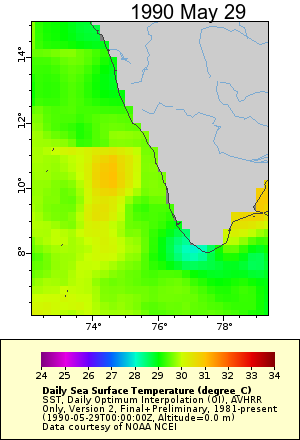 1990 May 29
14°
12°
10°
8°
74°
76°
78°
24 25 26 27 28 29 30 31 32 33 34
Daily Sea Surface Temperature (degree_C)
SST, Daily Optimum Interpolation (OI), AVHRR
Only, Version 2, Final+Preliminary, 1981-present
(1990-05-29T00:00:00Z, Altitude=0.0 m)
Data courtesy of NOAA NCEI